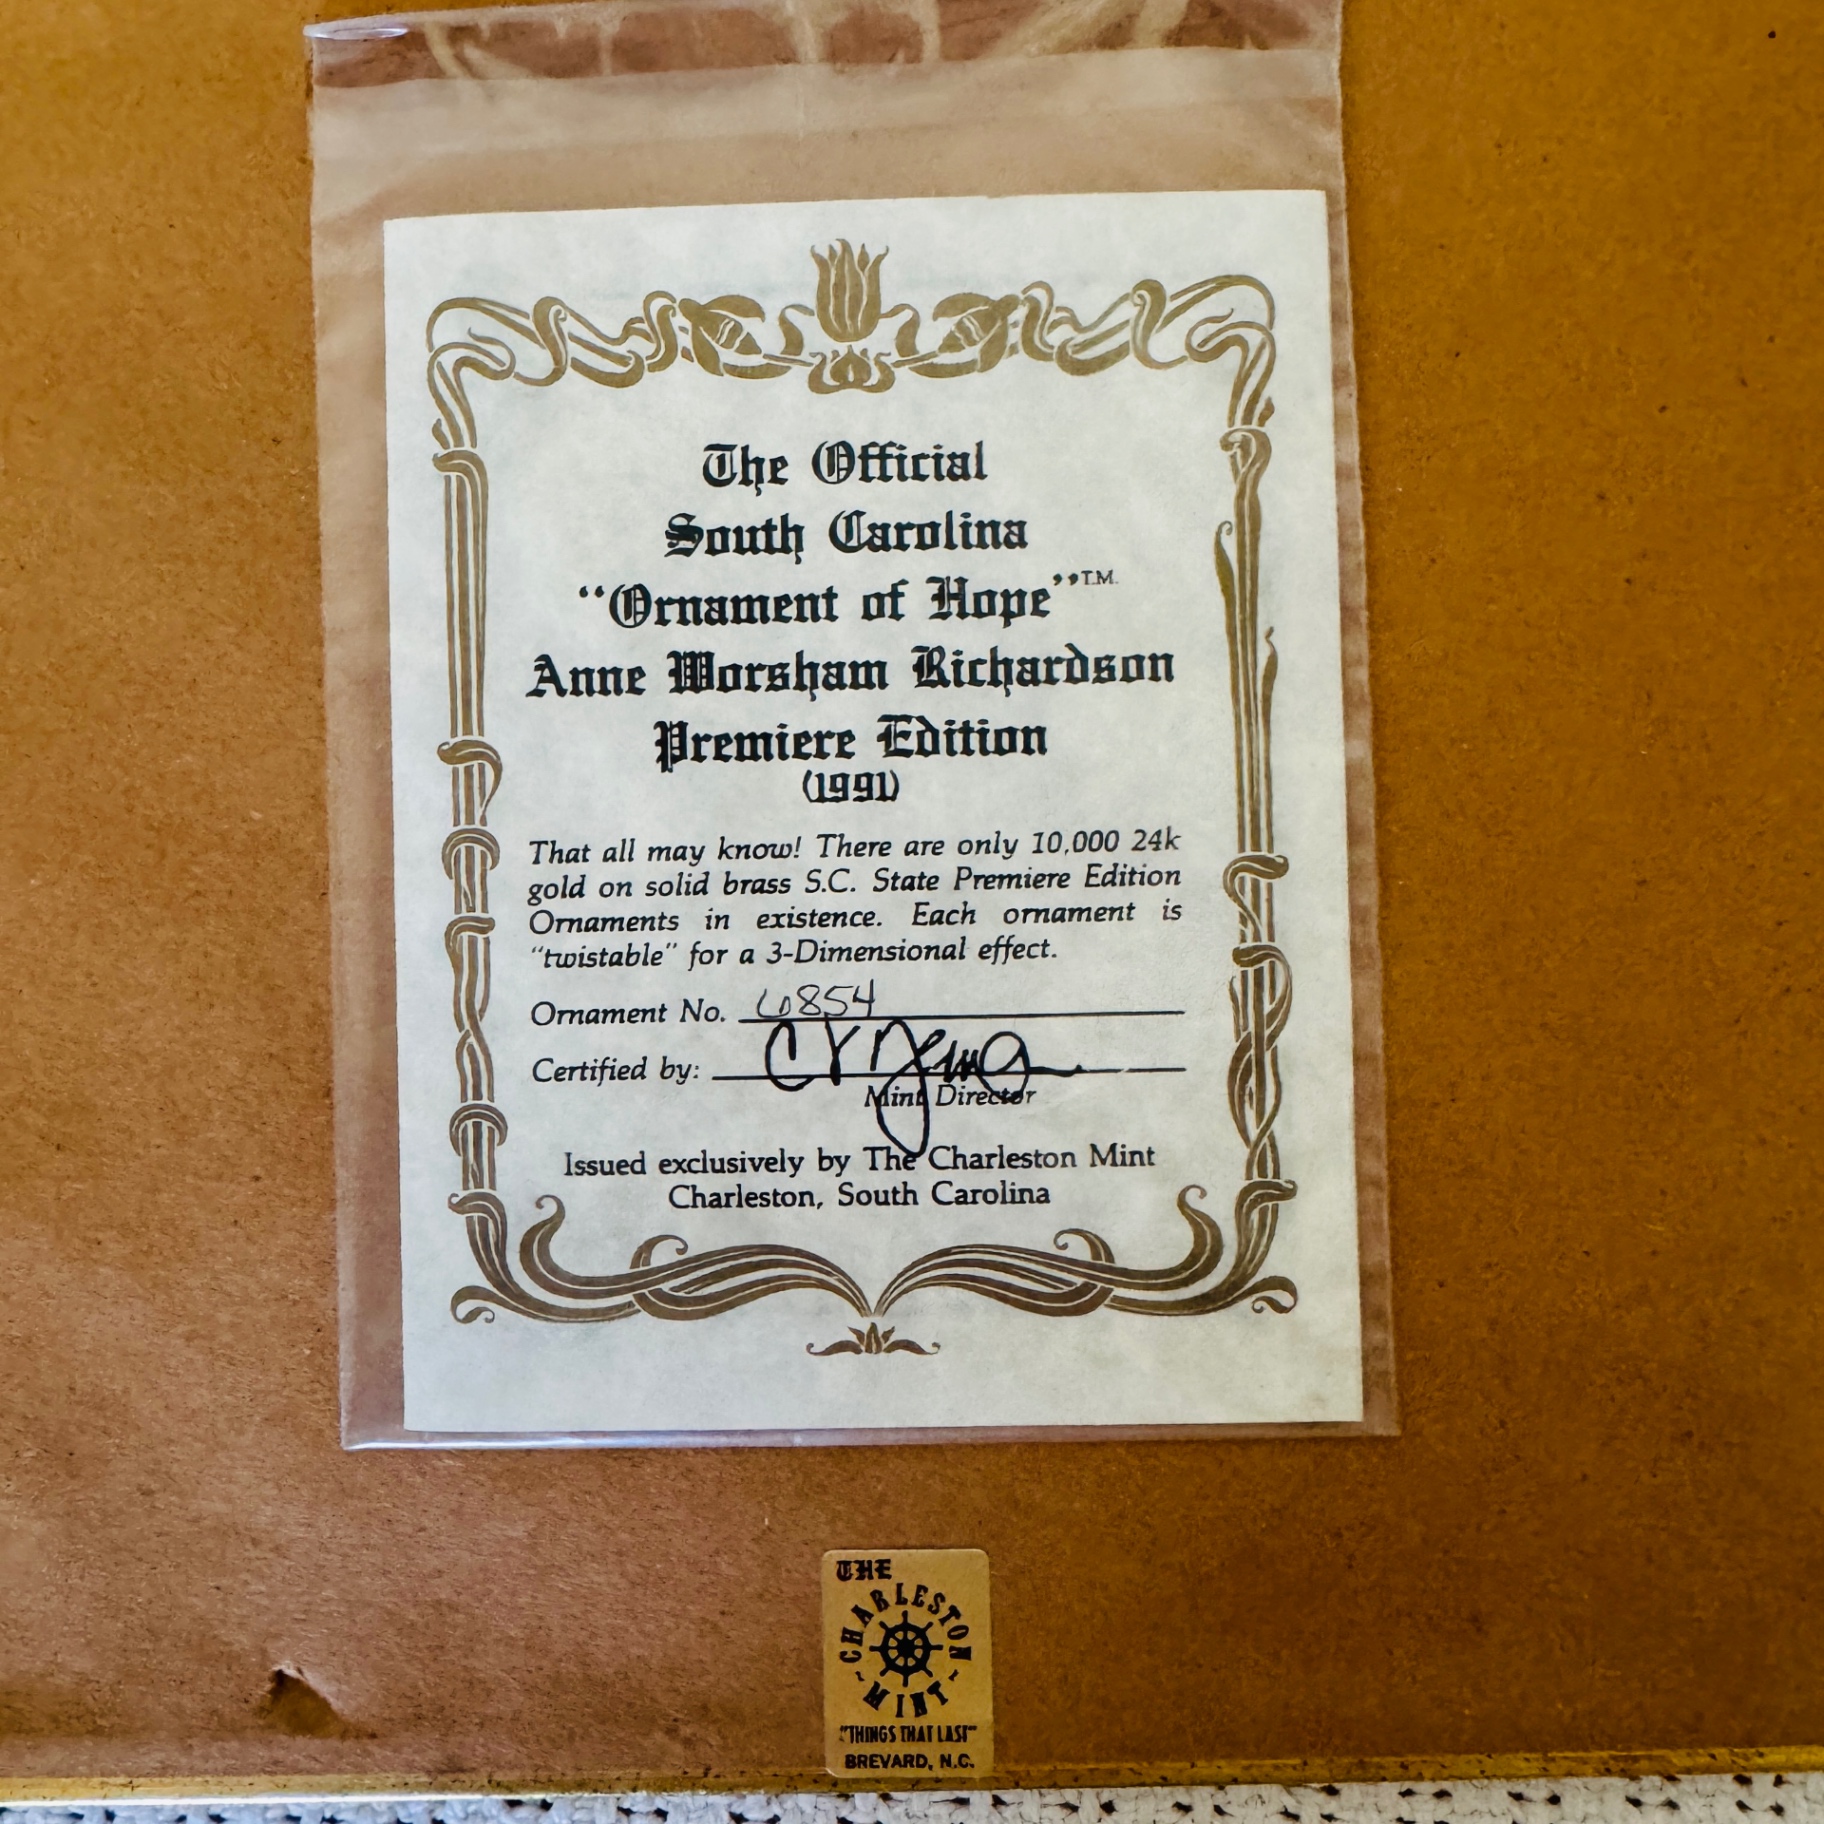 The Official
South Carolina
“Ornament of Hope”T.M.
Anne Worsham Richardson
Premiere Edition
(1991)
That all may know! There are only 10,000 24k
gold on solid brass S.C. State Premiere Edition
Ornaments in existence. Each ornament is
"twistable" for a 3-Dimensional effect.
Ornament No. 6854
Certified by:
Mint Director
Issued exclusively by The Charleston Mint
Charleston, South Carolina
THE
CHARLESTON
~ MINT ~
"THINGS THAT LAST"
BREVARD, N.C.